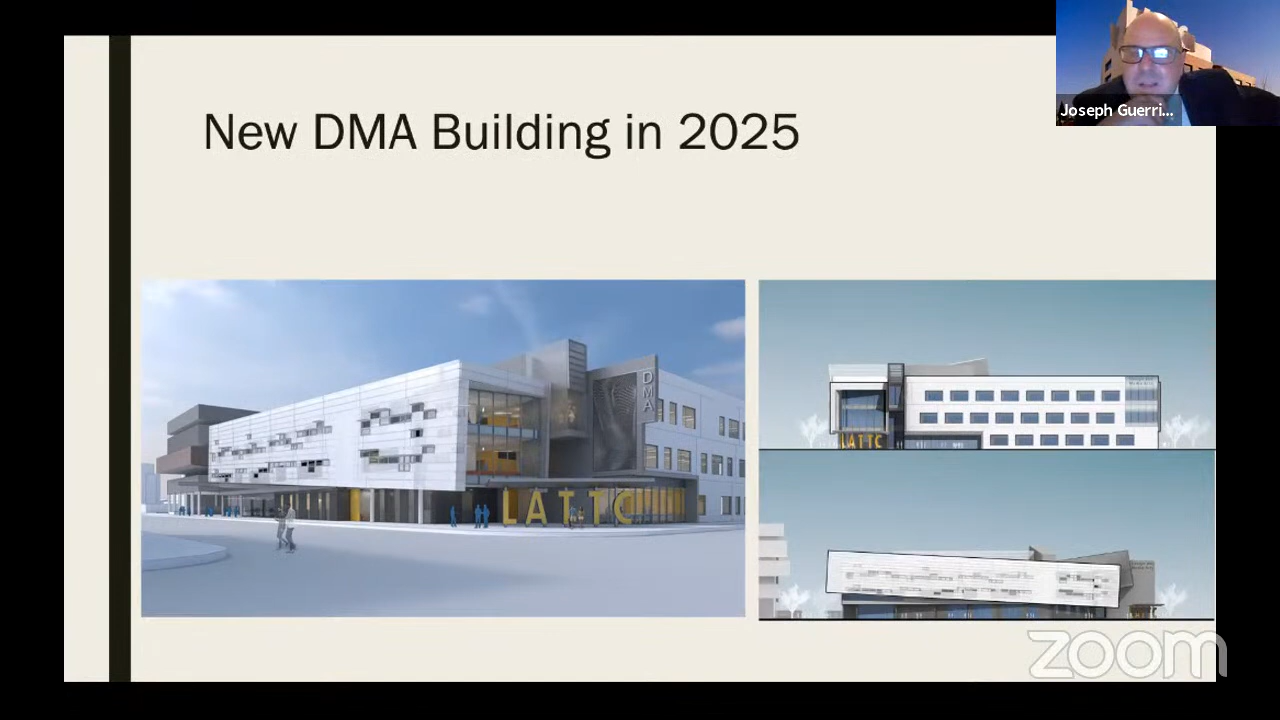 Joseph Guerri...
New DMA Building in 2025
DMA
LATTC
LATTC
zoom